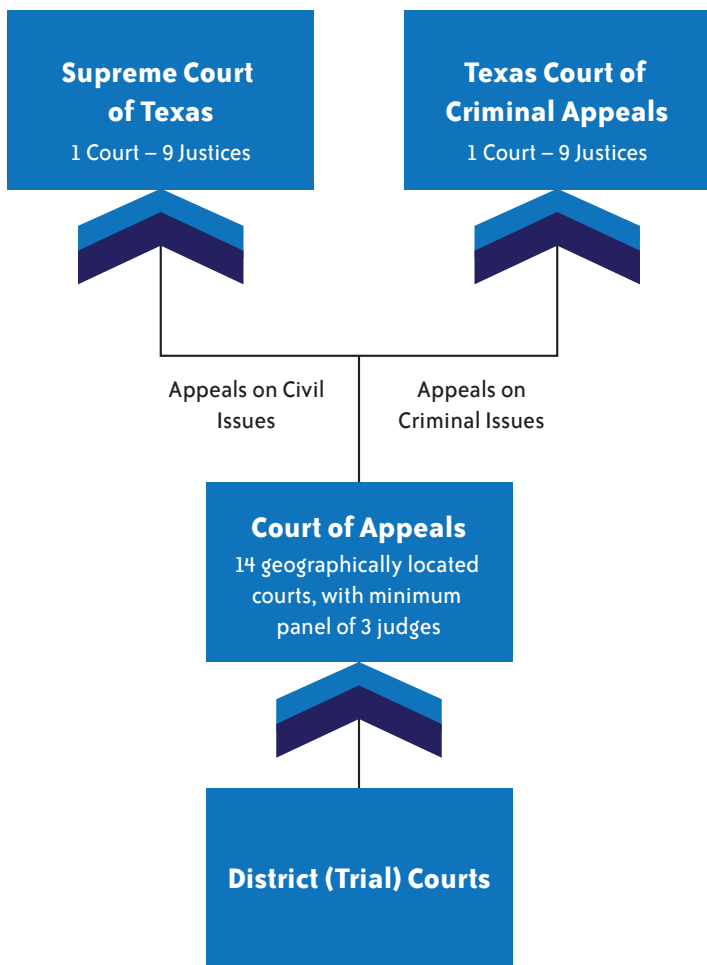 Supreme Court
of Texas
1 Court – 9 Justices
Texas Court of
Criminal Appeals
1 Court – 9 Justices
Appeals on Civil
Issues
Appeals on
Criminal Issues
Court of Appeals
14 geographically located
courts, with minimum
panel of 3 judges
District (Trial) Courts